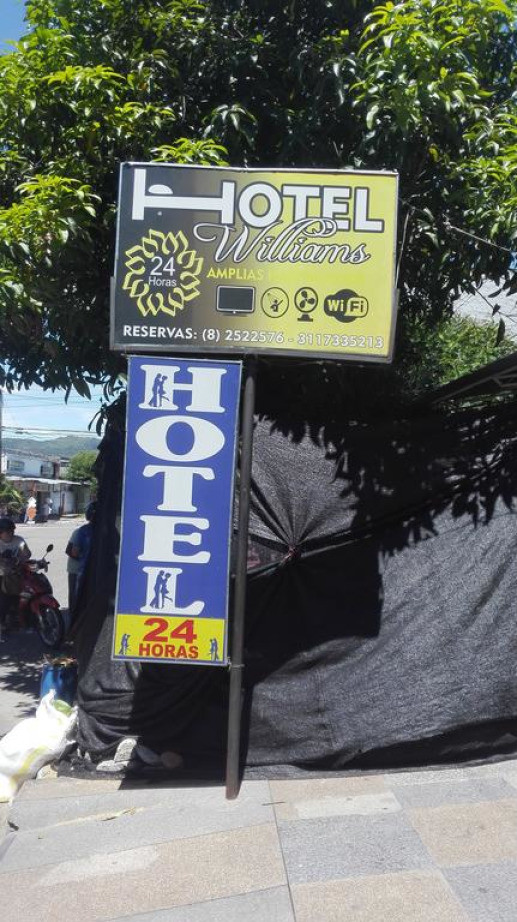 HOTEL
Williams
24
Horas
AMPLIAS
WiFi
RESERVAS: (8) 2522576 - 3117335213
HOTEL
24
HORAS